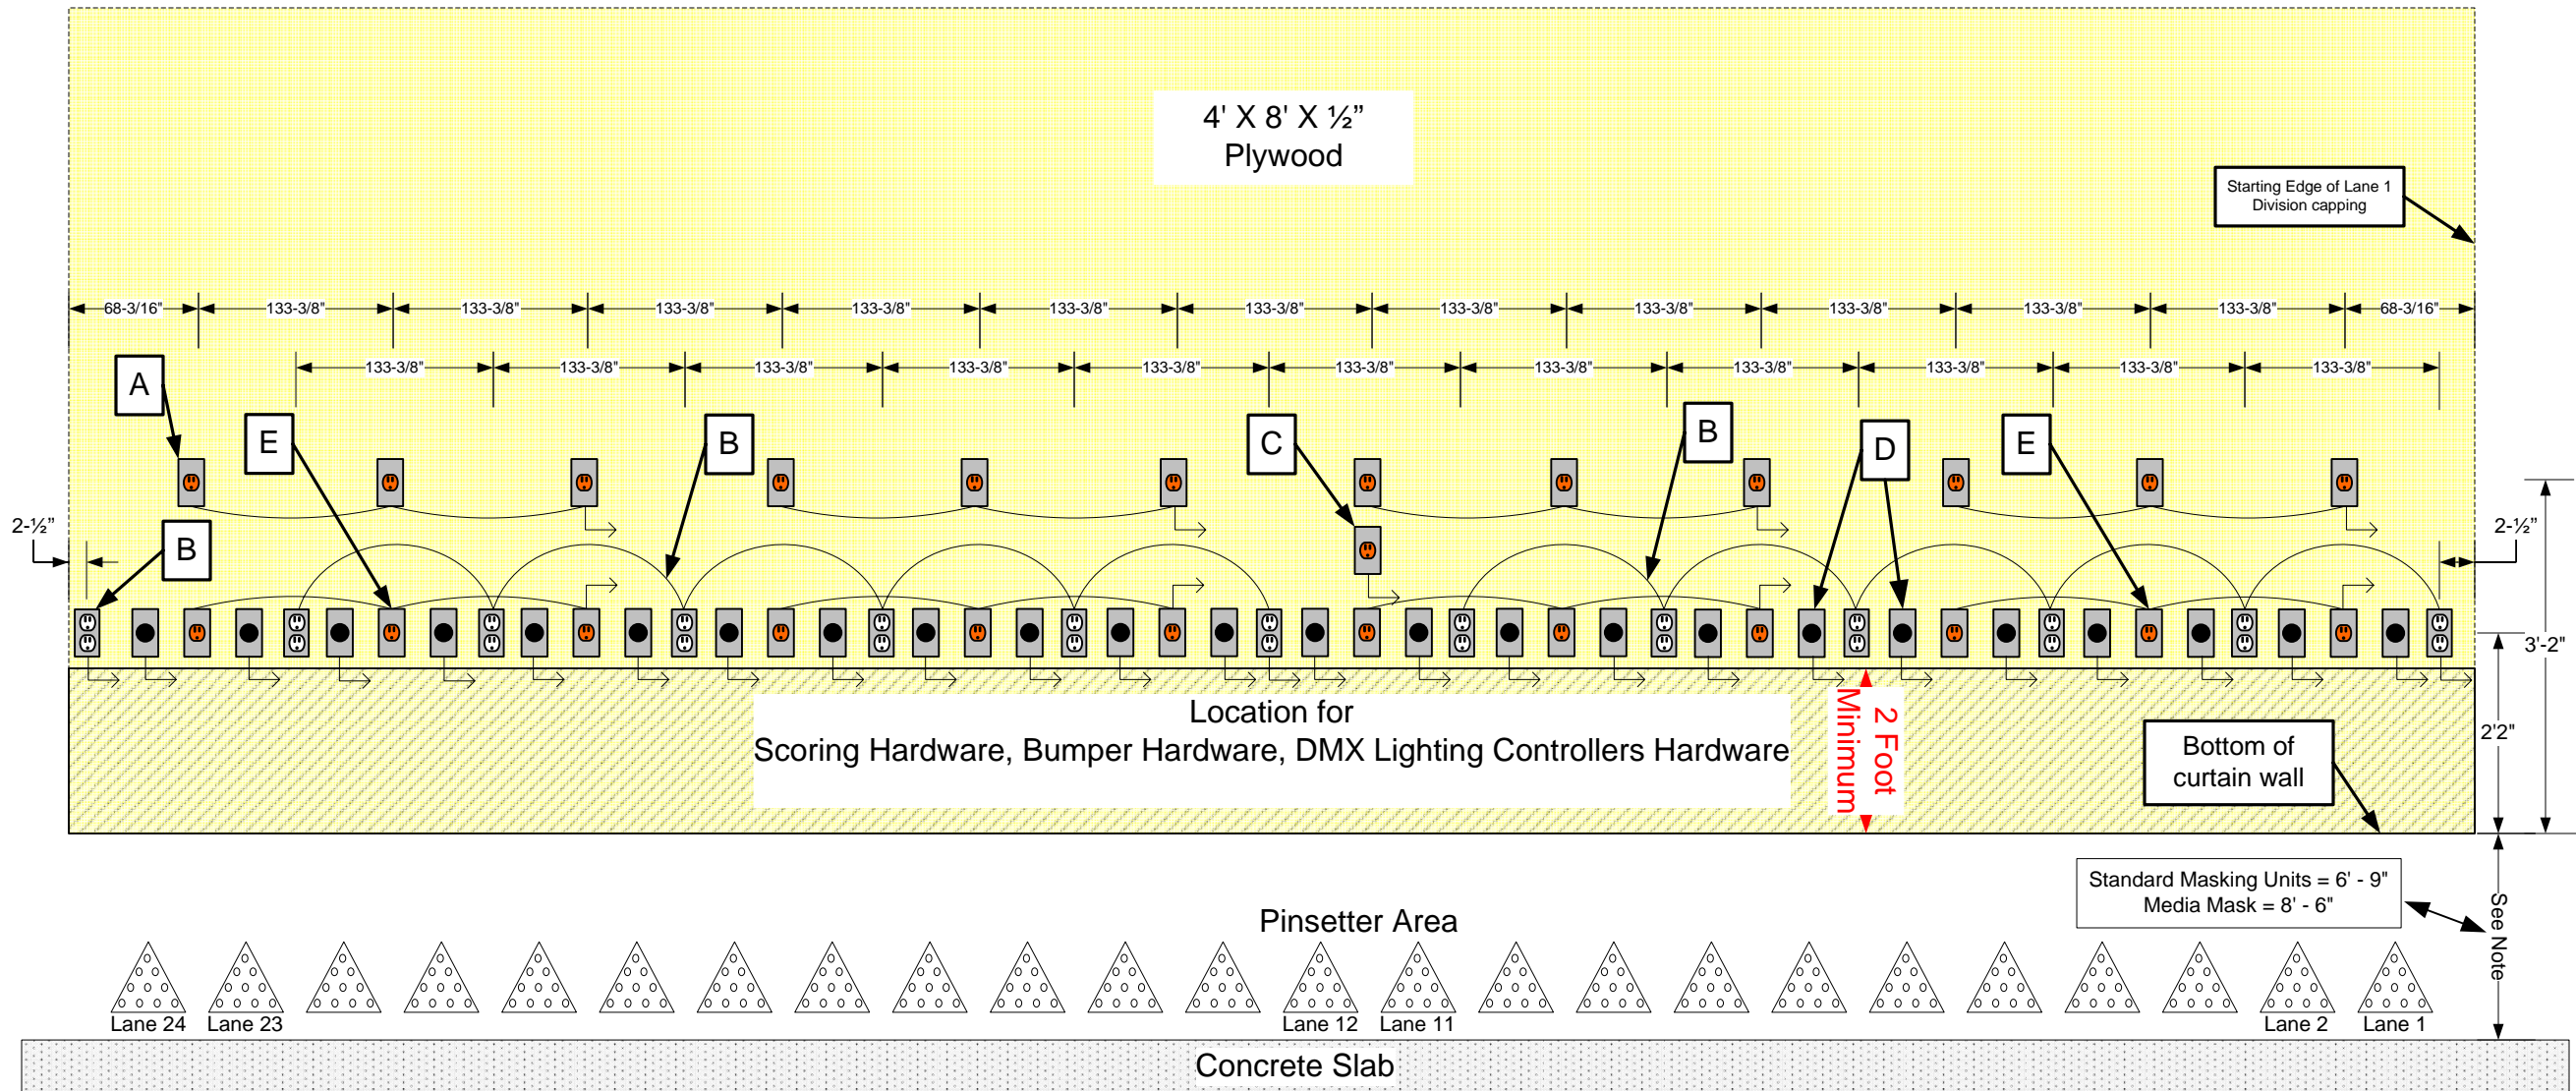 4' X 8' X ½”
Plywood
Starting Edge of Lane 1
Division capping
68-3/16" 133-3/8" 133-3/8" 133-3/8" 133-3/8" 133-3/8" 133-3/8" 133-3/8" 133-3/8" 133-3/8" 133-3/8" 133-3/8" 68-3/16"
133-3/8" 133-3/8" 133-3/8" 133-3/8" 133-3/8" 133-3/8" 133-3/8" 133-3/8" 133-3/8" 133-3/8" 133-3/8"
A
E
B
C
B
D
E
2-½”
B
2-½”
3'-2"
2'2"
Location for
Scoring Hardware, Bumper Hardware, DMX Lighting Controllers Hardware
2 Foot
Minimum
Bottom of
curtain wall
Standard Masking Units = 6' - 9"
Media Mask = 8' - 6"
See Note
Pinsetter Area
Lane 24 Lane 23 Lane 12 Lane 11 Lane 2 Lane 1
Concrete Slab